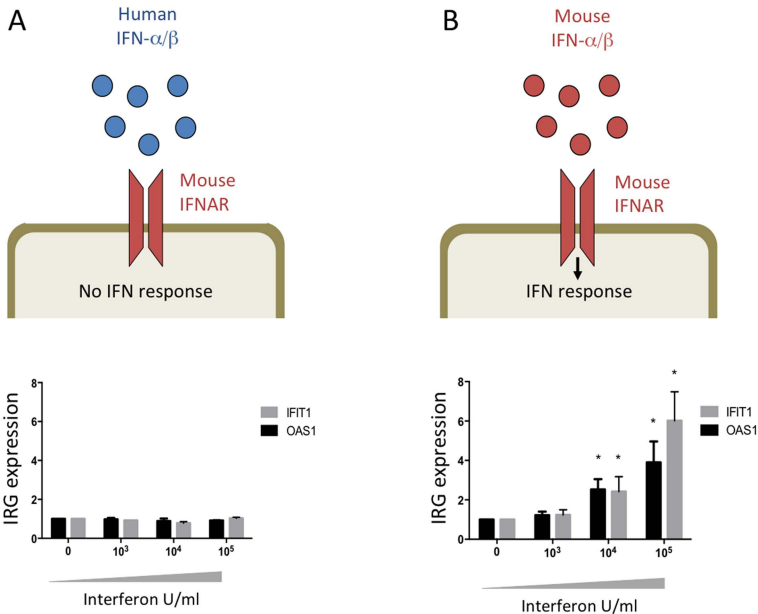 A
Human
IFN-α/β
Mouse
IFNAR
No IFN response
IRG expression
8
6
4
2
0
0
10³
10⁴
10⁵
IFIT1
OAS1
Interferon U/ml
B
Mouse
IFN-α/β
Mouse
IFNAR
IFN response
IRG expression
8
6
4
2
0
* *
* *
0
10³
10⁴
10⁵
IFIT1
OAS1
Interferon U/ml